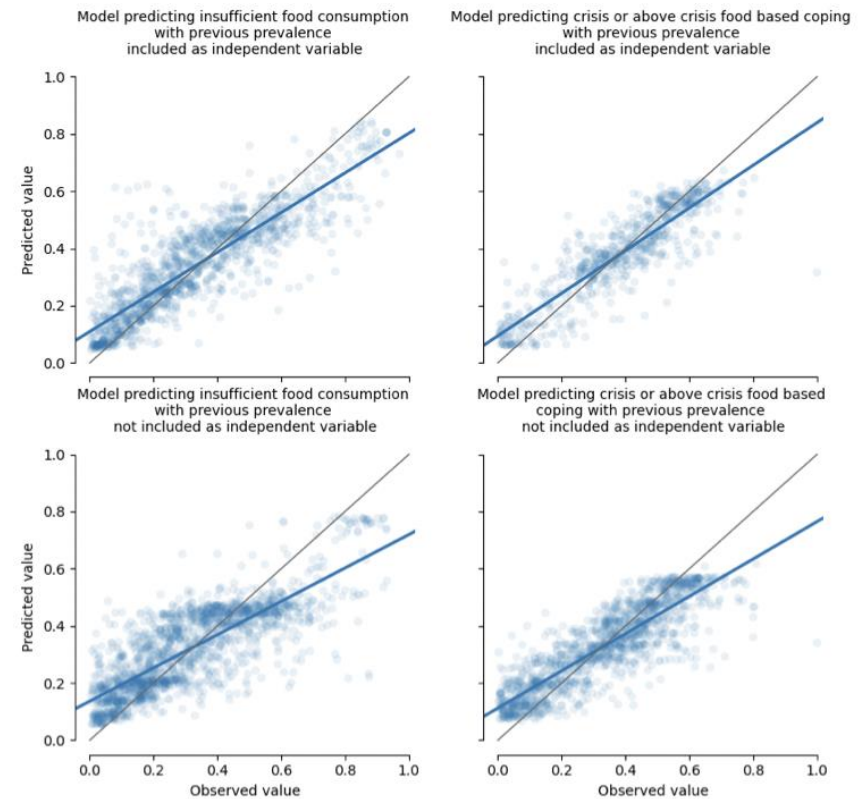 Model predicting insufficient food consumption
with previous prevalence
included as independent variable
Model predicting crisis or above crisis food based coping
with previous prevalence
included as independent variable
1.0
0.8
0.6
0.4
0.2
0.0
Predicted value
Model predicting insufficient food consumption
with previous prevalence
not included as independent variable
Model predicting crisis or above crisis food based
coping with previous prevalence
not included as independent variable
1.0
0.8
0.6
0.4
0.2
0.0
Predicted value
0.0 0.2 0.4 0.6 0.8 1.0
Observed value
0.0 0.2 0.4 0.6 0.8 1.0
Observed value